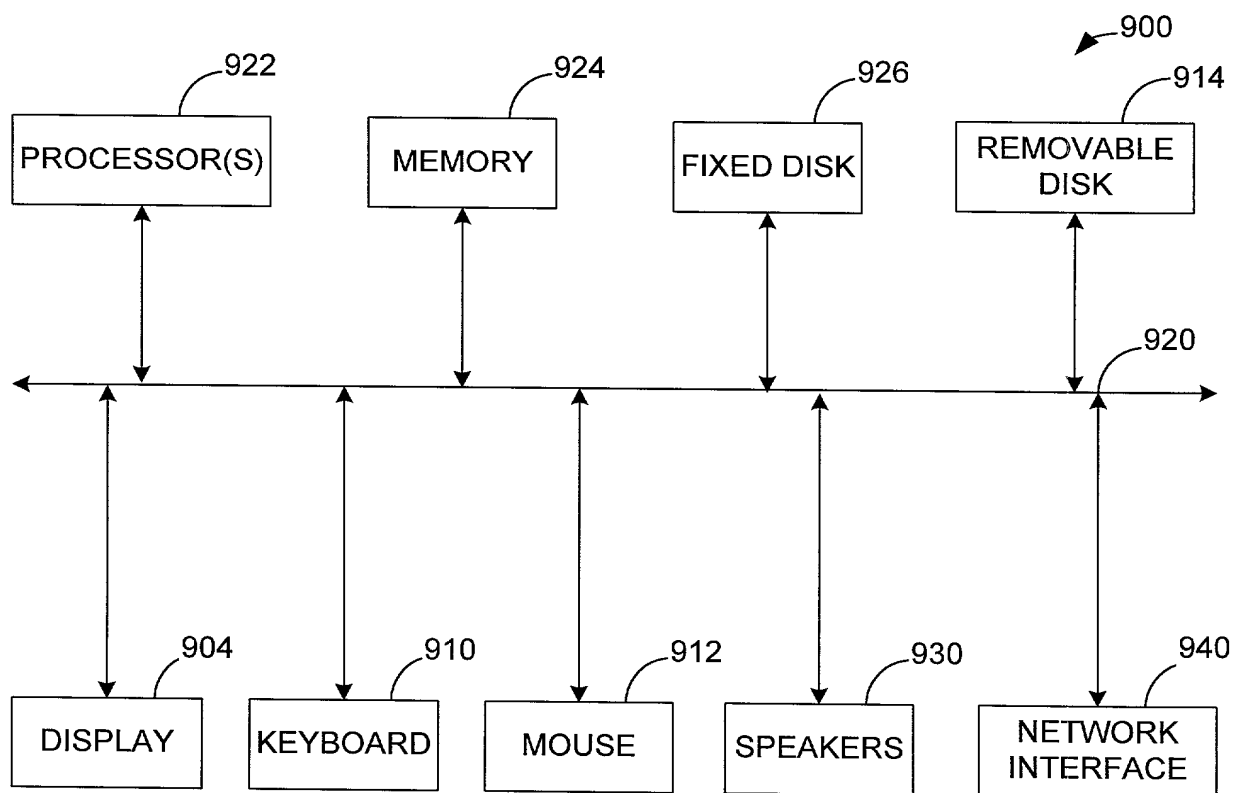 900
922
924
926
914
PROCESSOR(S)
MEMORY
FIXED DISK
REMOVABLE
DISK
920
904
910
912
930
940
DISPLAY
KEYBOARD
MOUSE
SPEAKERS
NETWORK
INTERFACE